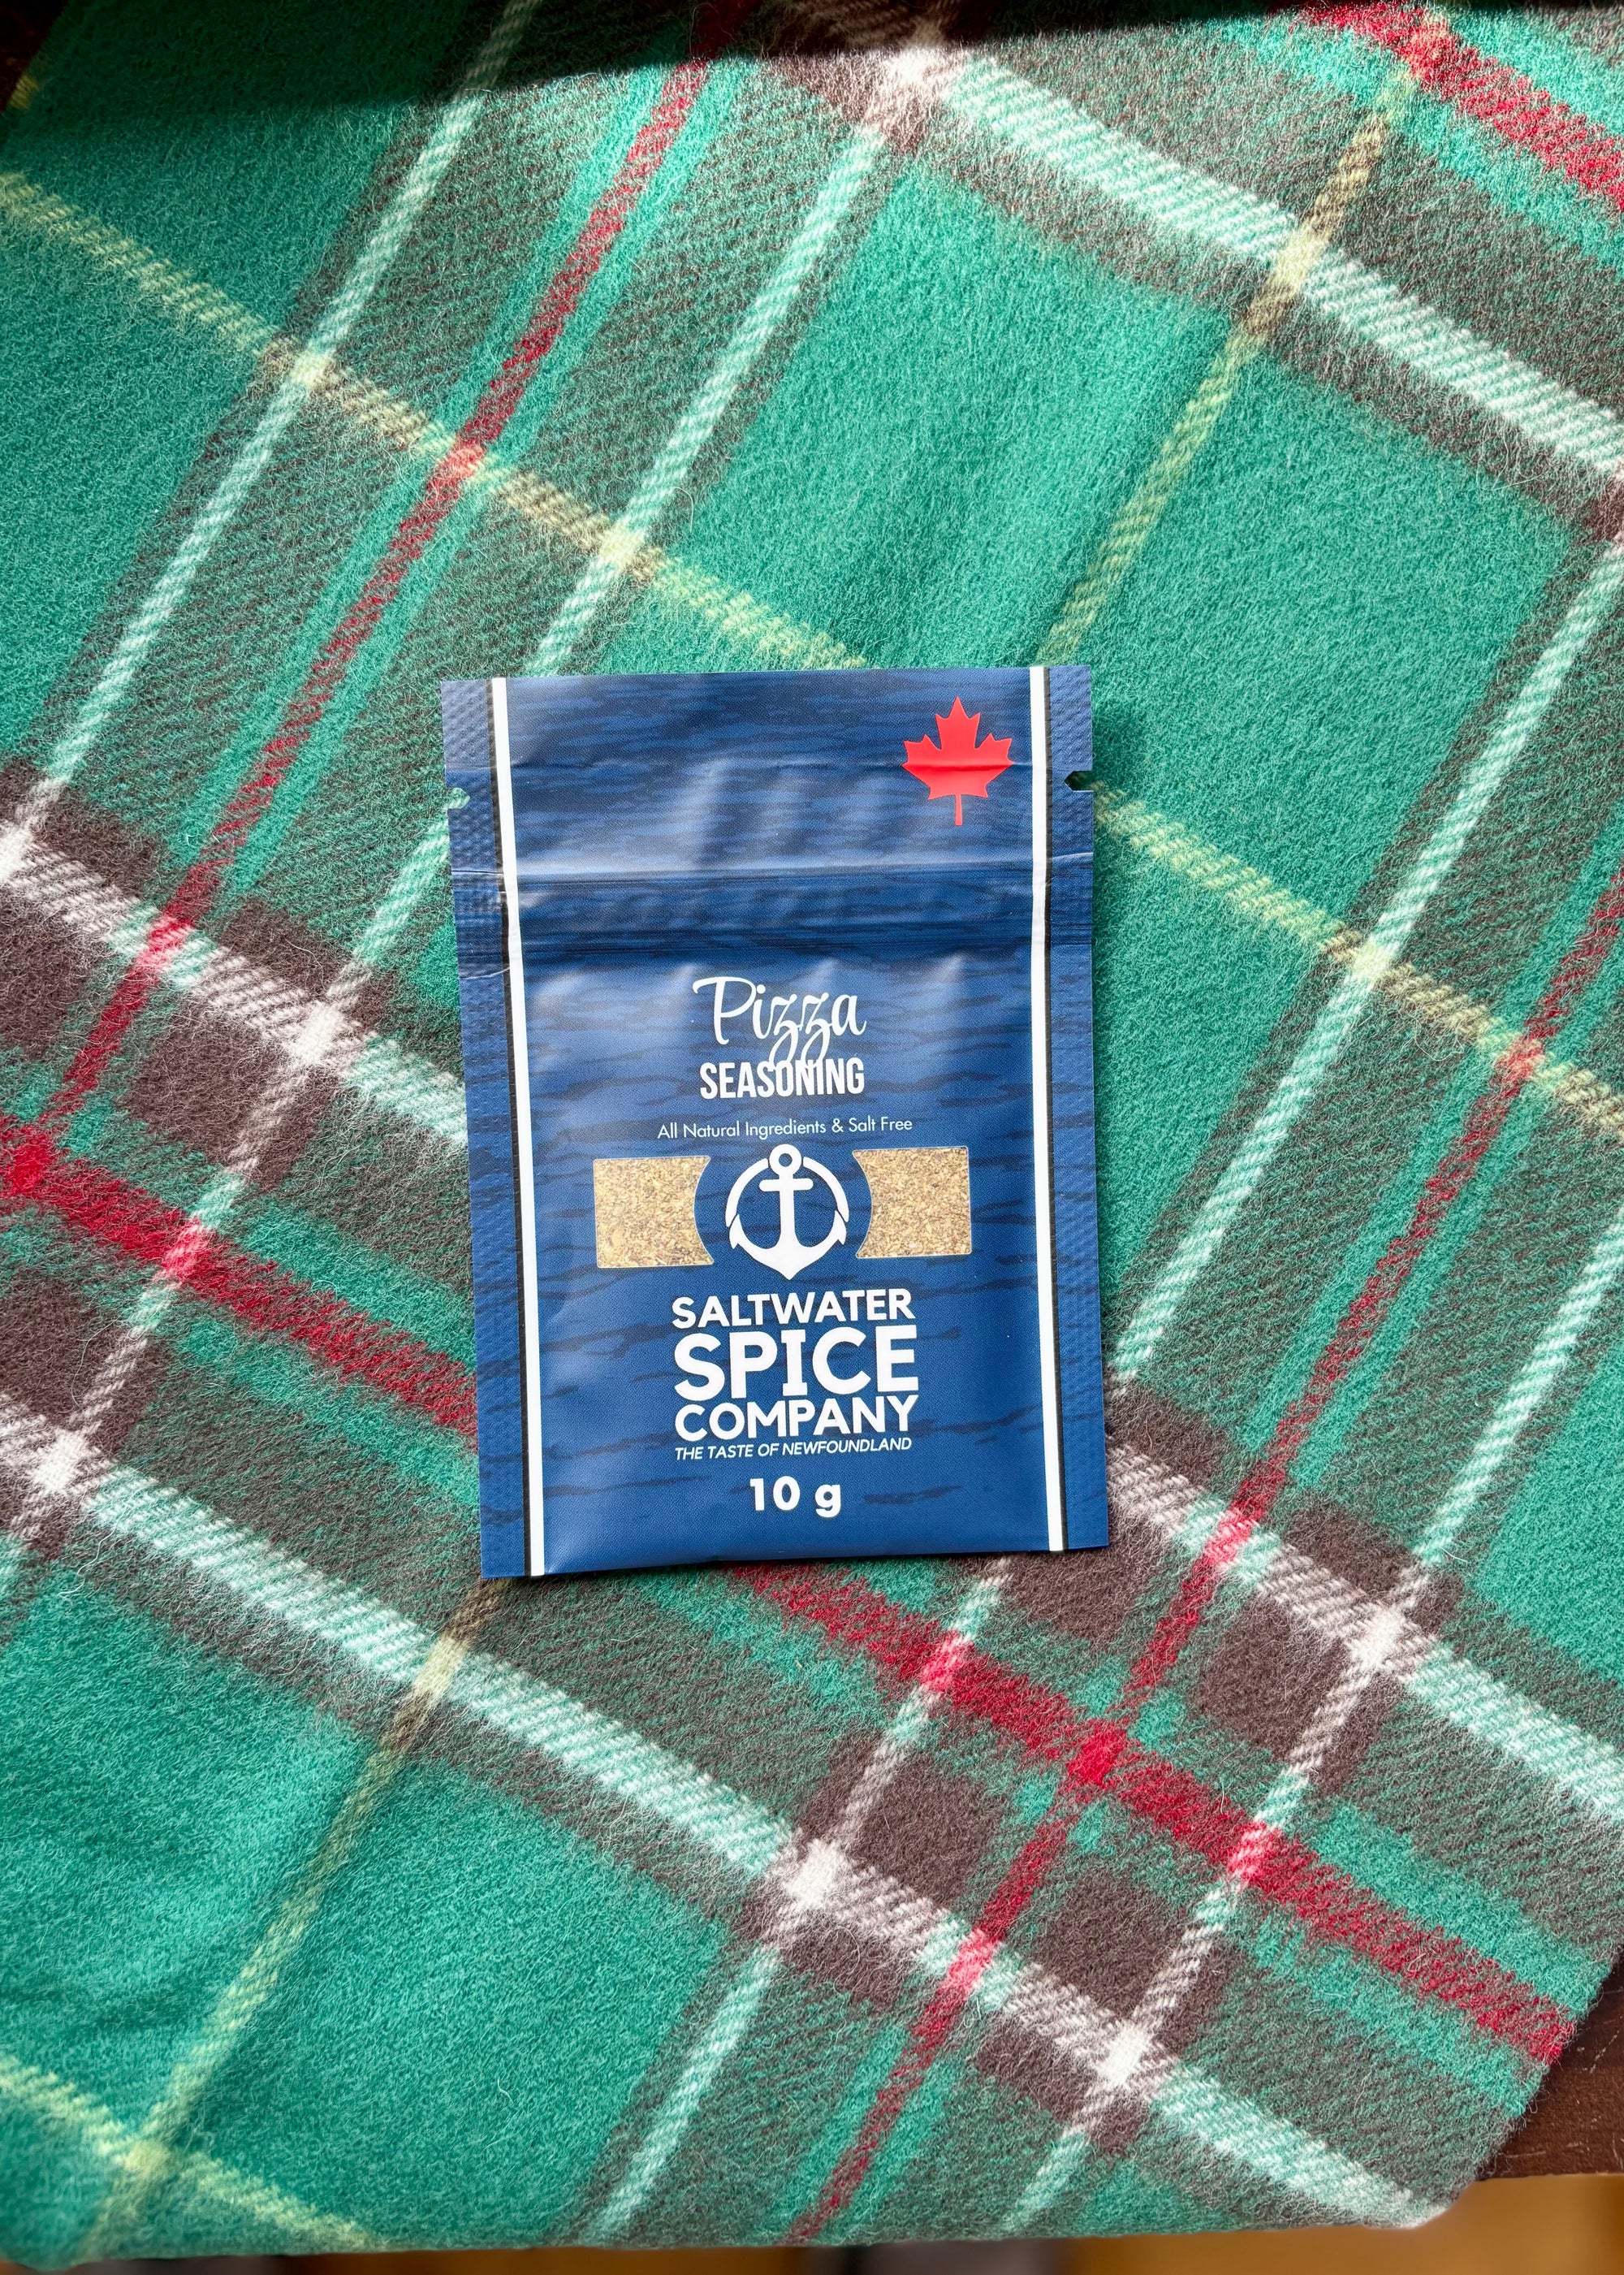 Pizza
SEASONING
All Natural Ingredients & Salt Free
SALTWATER
SPICE
COMPANY
THE TASTE OF NEWFOUNDLAND
10 g